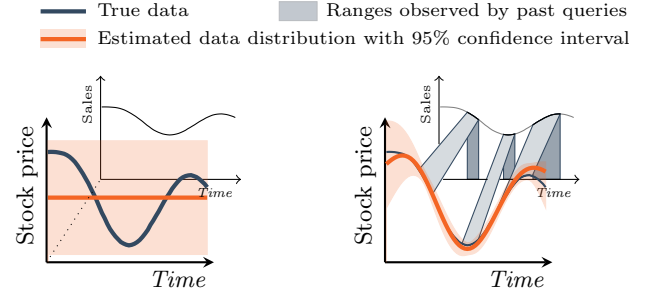 True data
Ranges observed by past queries
Estimated data distribution with 95% confidence interval
Sales
Time
Stock price
Time
Sales
Time
Stock price
Time